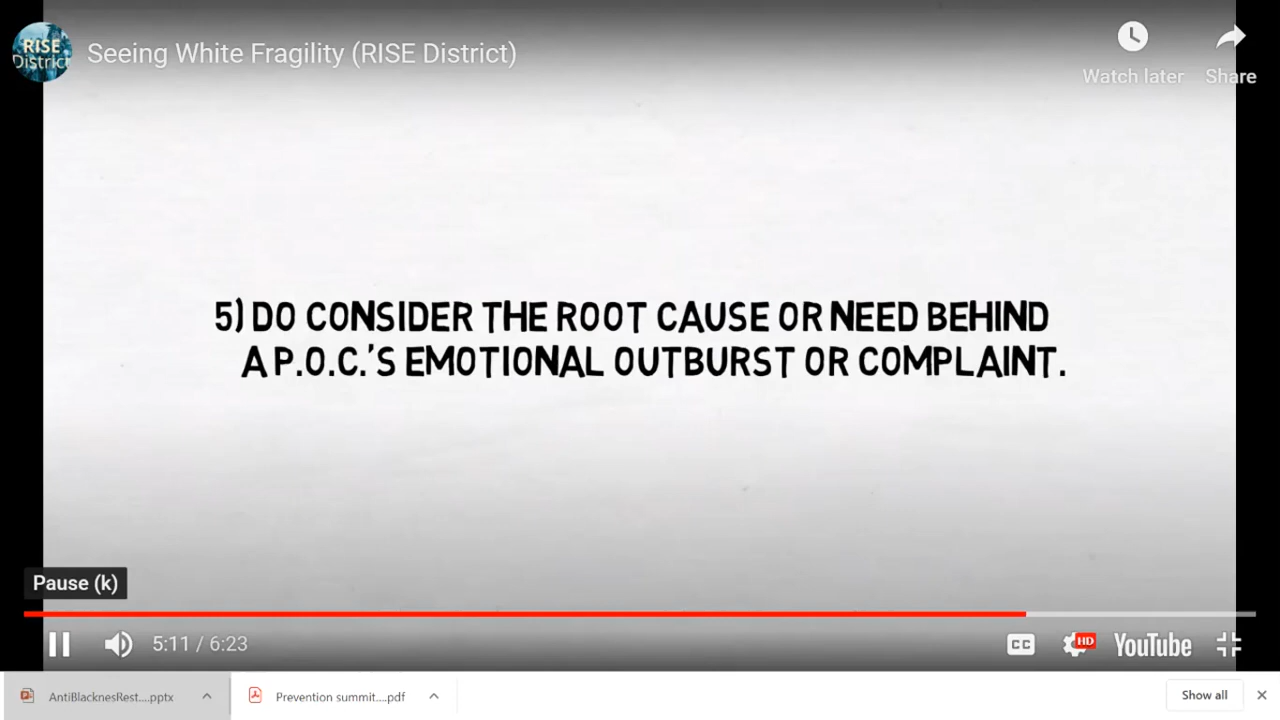 RISE
District
Seeing White Fragility (RISE District)
Watch later
Share
5) DO CONSIDER THE ROOT CAUSE OR NEED BEHIND
A P.O.C.'S EMOTIONAL OUTBURST OR COMPLAINT.
Pause (k)
5:11 / 6:23
CC
HD
YouTube
AntiBlacknesRest....pptx
Prevention summit....pdf
Show all